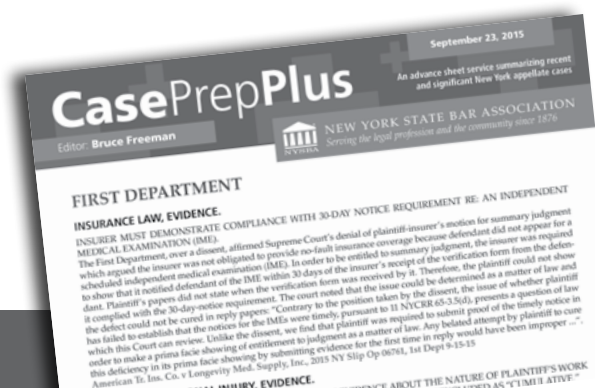 September 23, 2015
CasePrepPlus
An advance sheet service summarizing recent
and significant New York appellate cases
Editor: Bruce Freeman
NYSBA
NEW YORK STATE BAR ASSOCIATION
Serving the legal profession and the community since 1876
FIRST DEPARTMENT
INSURANCE LAW, EVIDENCE.
INSURER MUST DEMONSTRATE COMPLIANCE WITH 30-DAY NOTICE REQUIREMENT RE: AN INDEPENDENT
MEDICAL EXAMINATION (IME).
The First Department, over a dissent, affirmed Supreme Court's denial of plaintiff-insurer's motion for summary judgment
which argued the insurer was not obligated to provide no-fault insurance coverage because defendant did not appear for a
scheduled independent medical examination (IME). In order to be entitled to summary judgment, the insurer was required
to show that it notified defendant of the IME within 30 days of the insurer's receipt of the verification form from the defen-
dant. Plaintiff's papers did not state when the verification form was received by it. Therefore, the plaintiff could not show
it complied with the 30-day-notice requirement. The court noted that the issue could be determined as a matter of law and
the defect could not be cured in reply papers: "Contrary to the position taken by the dissent, the issue of whether plaintiff
has failed to establish that the notices for the IMEs were timely, pursuant to 11 NYCRR 65-3.5(d), presents a question of law
which this Court can review. Unlike the dissent, we find that plaintiff was required to submit proof of the timely notice in
order to make a prima facie showing of entitlement to judgment as a matter of law. Any belated attempt by plaintiff to cure
this deficiency in its prima facie showing by submitting evidence for the first time in reply would have been improper ...".
American Tr. Ins. Co. v Longevity Med. Supply, Inc., 2015 NY Slip Op 06761, 1st Dept 9-15-15
INJURY, EVIDENCE.
ABOUT THE NATURE OF PLAINTIFF'S WORK
AS "CUMULATIVE."